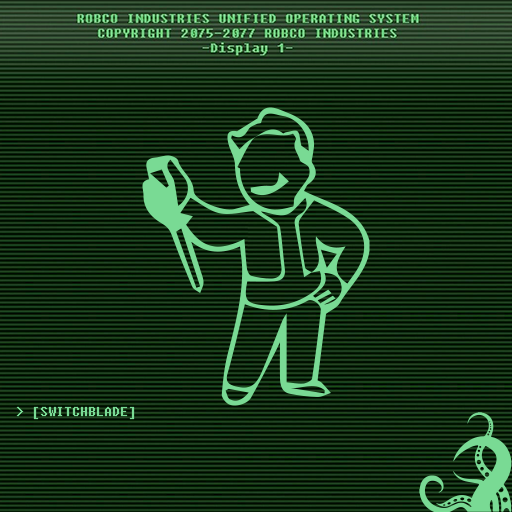 ROBCO INDUSTRIES UNIFIED OPERATING SYSTEM
COPYRIGHT 2075-2077 ROBCO INDUSTRIES
-Display 1-
> [SWITCHBLADE]